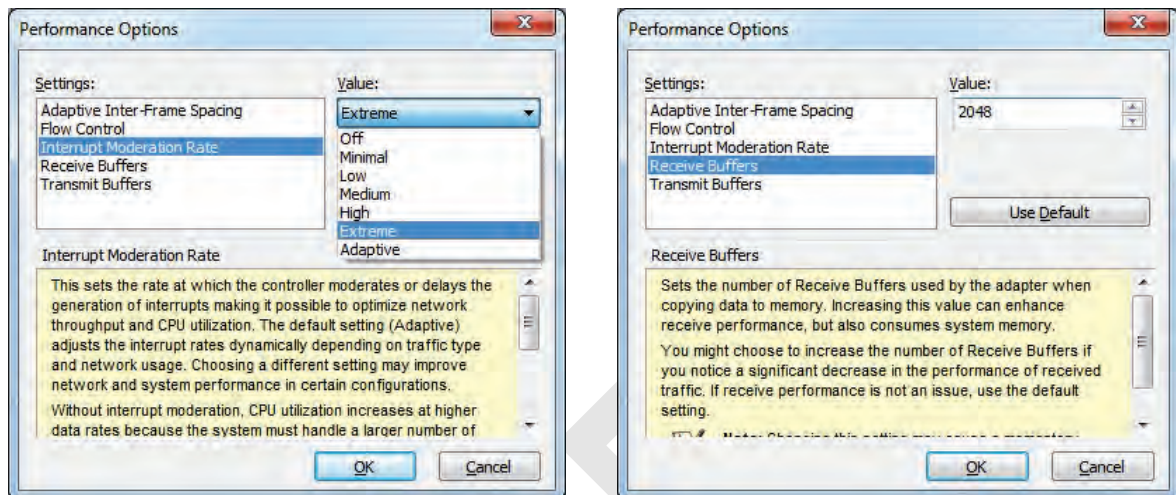 Performance Options
Settings:
Value:
Adaptive Inter-Frame Spacing
Flow Control
Interrupt Moderation Rate
Receive Buffers
Transmit Buffers
Extreme
Off
Minimal
Low
Medium
High
Extreme
Adaptive
Interrupt Moderation Rate
This sets the rate at which the controller moderates or delays the
generation of interrupts making it possible to optimize network
throughput and CPU utilization. The default setting (Adaptive)
adjusts the interrupt rates dynamically depending on traffic type
and network usage. Choosing a different setting may improve
network and system performance in certain configurations.
Without interrupt moderation, CPU utilization increases at higher
data rates because the system must handle a larger number of
OK
Cancel
Performance Options
Settings:
Value:
Adaptive Inter-Frame Spacing
Flow Control
Interrupt Moderation Rate
Receive Buffers
Transmit Buffers
2048
Use Default
Receive Buffers
Sets the number of Receive Buffers used by the adapter when
copying data to memory. Increasing this value can enhance
receive performance, but also consumes system memory.
You might choose to increase the number of Receive Buffers if
you notice a significant decrease in the performance of received
traffic. If receive performance is not an issue, use the default
setting.
Note: Changing this setting may cause a momentary
OK
Cancel